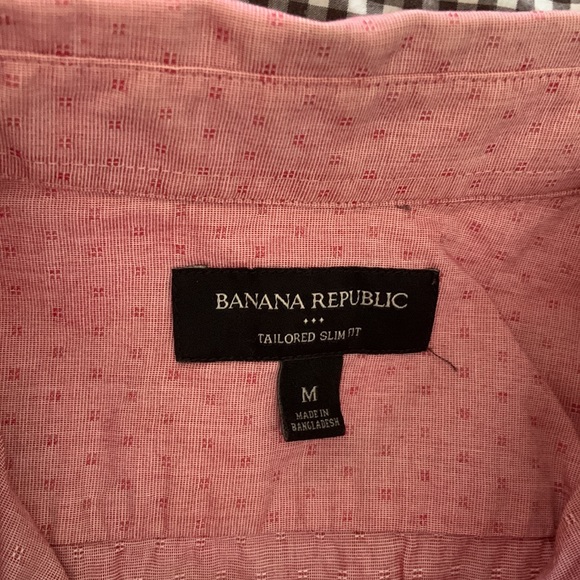 BANANA REPUBLIC
TAILORED SLIM FIT
M
MADE IN
BANGLADESH